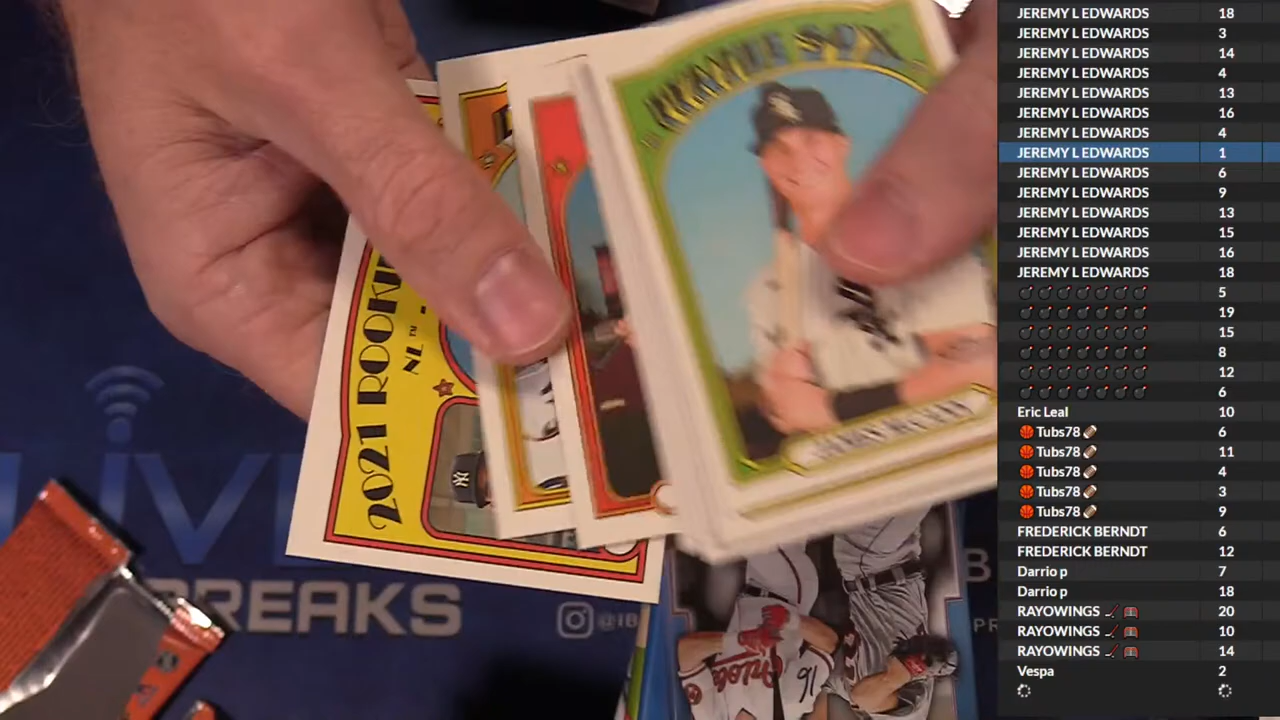 SOX
2021 ROOKIE
NL™
LIVE
BREAKS
@IB
PR
JEREMY L EDWARDS 18
JEREMY L EDWARDS 3
JEREMY L EDWARDS 14
JEREMY L EDWARDS 4
JEREMY L EDWARDS 13
JEREMY L EDWARDS 16
JEREMY L EDWARDS 4
JEREMY L EDWARDS 1
JEREMY L EDWARDS 6
JEREMY L EDWARDS 9
JEREMY L EDWARDS 13
JEREMY L EDWARDS 15
JEREMY L EDWARDS 16
JEREMY L EDWARDS 18
5
19
15
8
12
6
Eric Leal 10
Tubs78 6
Tubs78 11
Tubs78 4
Tubs78 3
Tubs78 9
FREDERICK BERNDT 6
FREDERICK BERNDT 12
Darrio p 7
Darrio p 18
RAYOWINGS 20
RAYOWINGS 10
RAYOWINGS 14
Vespa 2